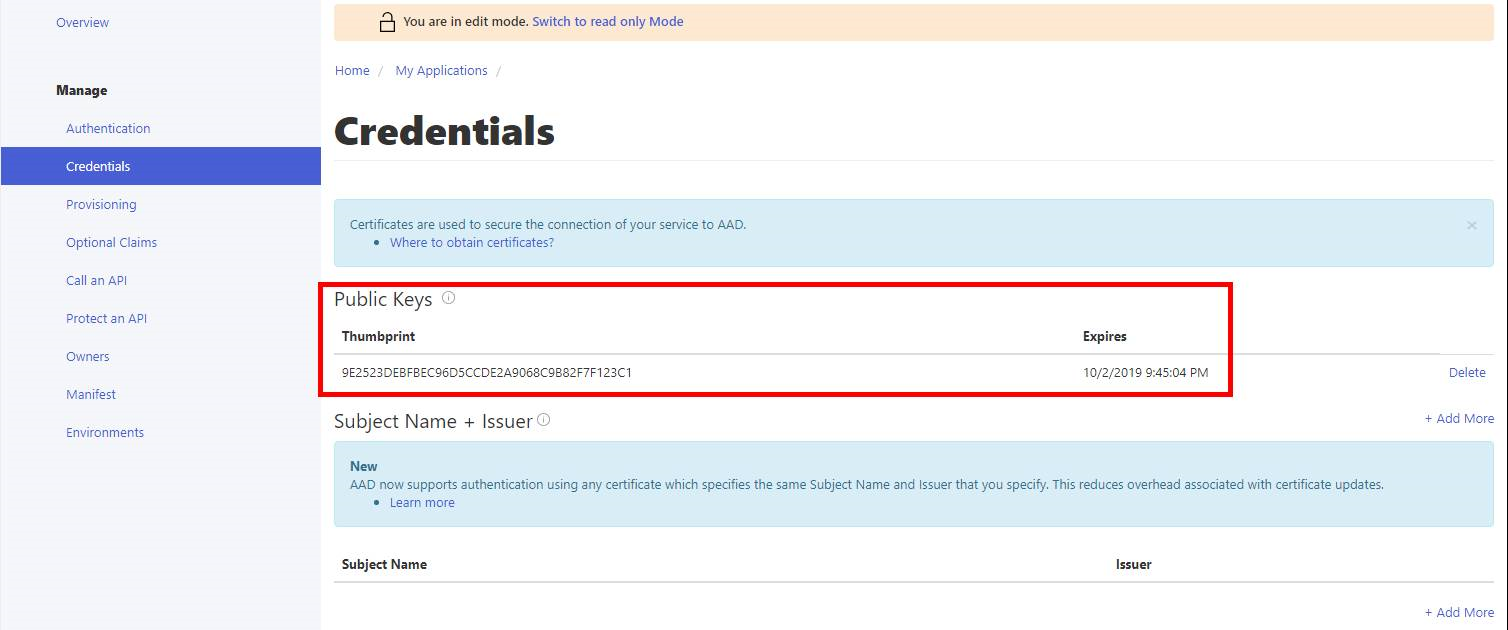 Overview
Manage
Authentication
Credentials
Provisioning
Optional Claims
Call an API
Protect an API
Owners
Manifest
Environments
You are in edit mode. Switch to read only Mode
Home / My Applications /
Credentials
Certificates are used to secure the connection of your service to AAD.
×
• Where to obtain certificates?
Public Keys
Thumbprint Expires
9E2523DEBFBEC96D5CCDE2A9068C9B82F7F123C1 10/2/2019 9:45:04 PM Delete
Subject Name + Issuer + Add More
New
AAD now supports authentication using any certificate which specifies the same Subject Name and Issuer that you specify. This reduces overhead associated with certificate updates.
• Learn more
Subject Name Issuer
+ Add More